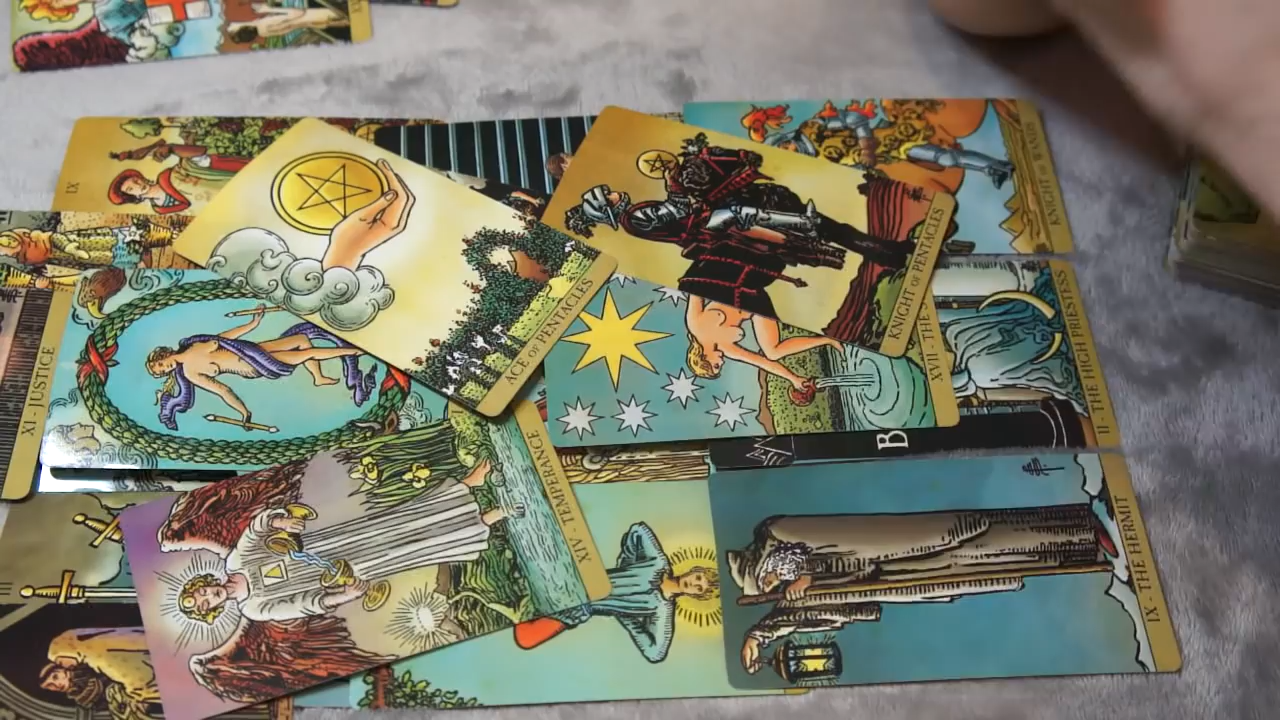 IX
KNIGHT OF WANDS
ACE OF PENTACLES
KNIGHT OF PENTACLES
XVII - THE
II - THE HIGH PRIESTESS
XI - JUSTICE
B
XIV - TEMPERANCE
IX - THE HERMIT